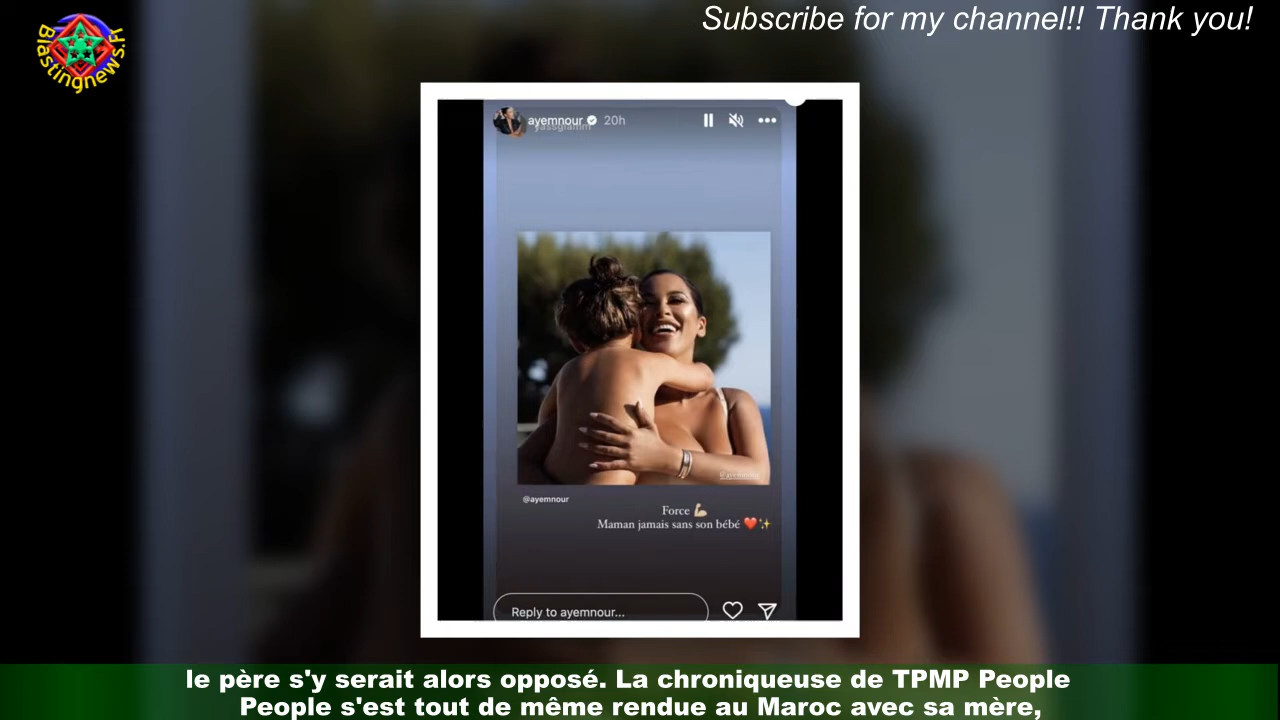 Subscribe for my channel!! Thank you!
Blastingnews.fr
ayemnour 20h
yassgramm
@ayemnour
@ayemnour
Force 💪🏼
Maman jamais sans son bébé ❤️✨
Reply to ayemnour...
le père s'y serait alors opposé. La chroniqueuse de TPMP People
People s'est tout de même rendue au Maroc avec sa mère,